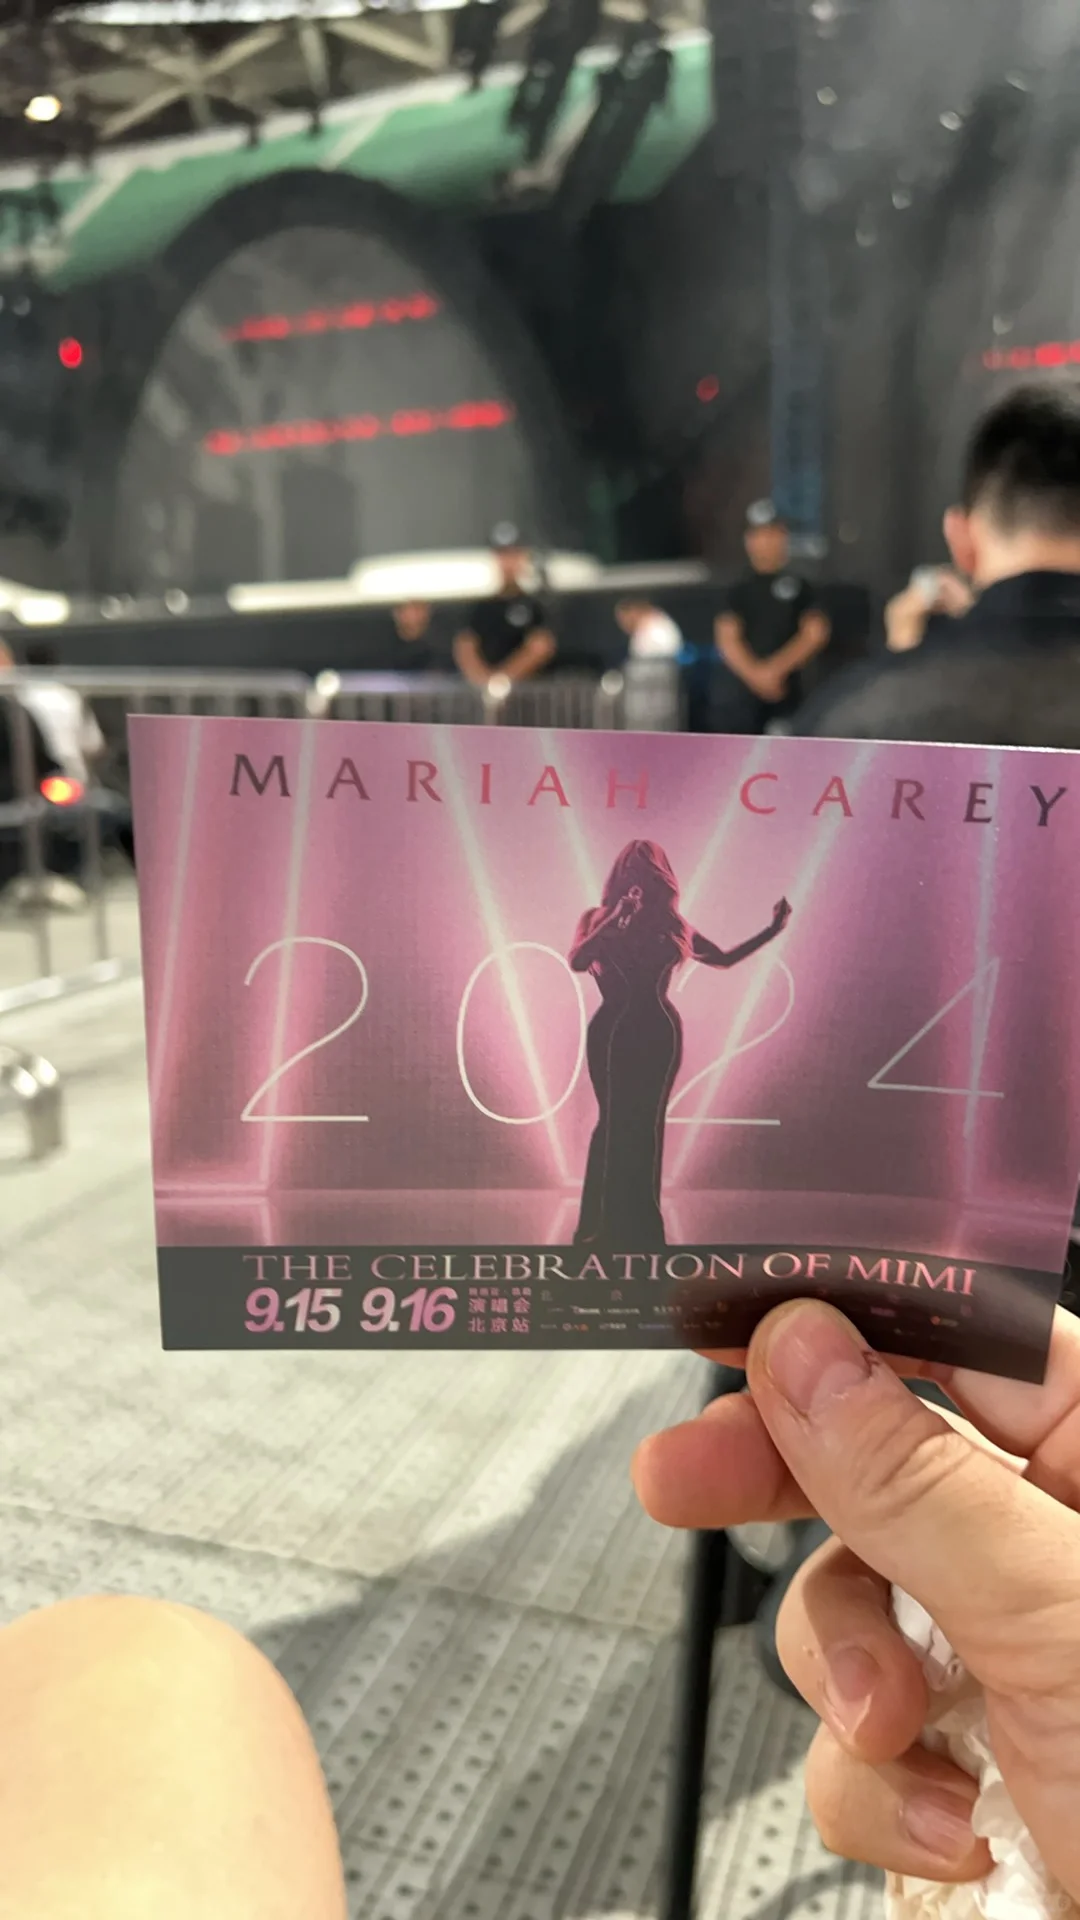 MARIAH CAREY
2024
THE CELEBRATION OF MIMI
9.15 9.16
演唱会
北京站